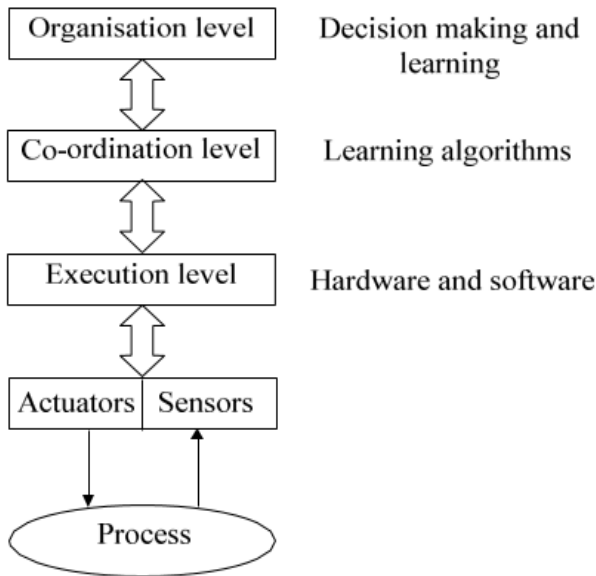 Organisation level
Decision making and
learning
Co-ordination level
Learning algorithms
Execution level
Hardware and software
Actuators
Sensors
Process